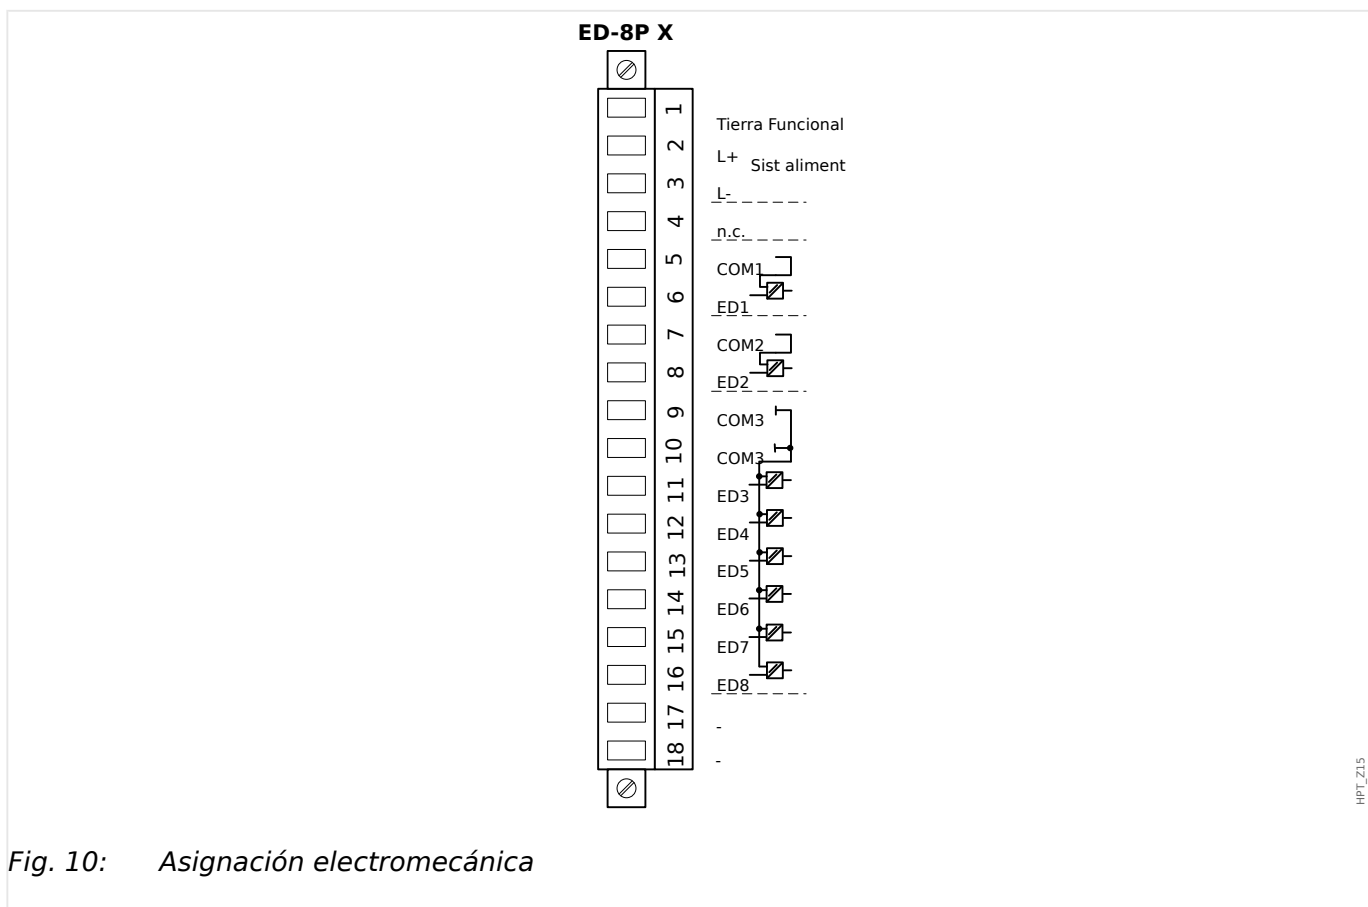 ED-8P X
1
Tierra Funcional
2
L+
Sist aliment
3
L-
4
n.c.
5
COM1
6
ED1
7
COM2
8
ED2
9
COM3
10
COM3
11
ED3
12
ED4
13
ED5
14
ED6
15
ED7
16
ED8
17
-
18
-
HPT_Z15
Fig. 10: Asignación electromecánica